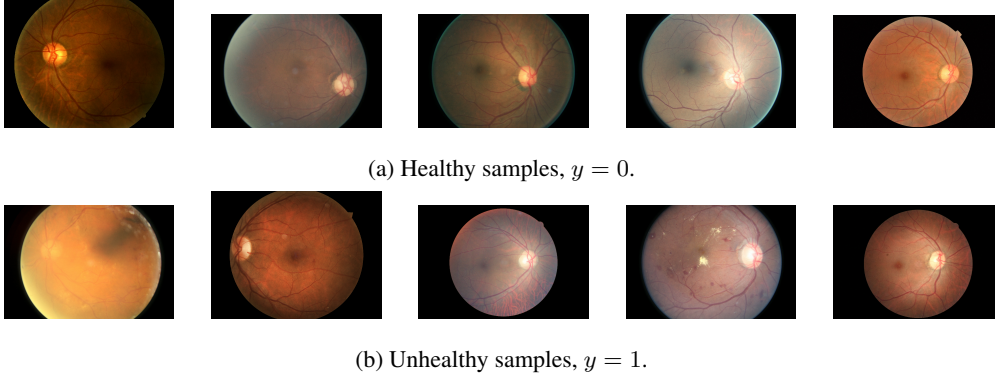 (a) Healthy samples, y = 0.
(b) Unhealthy samples, y = 1.